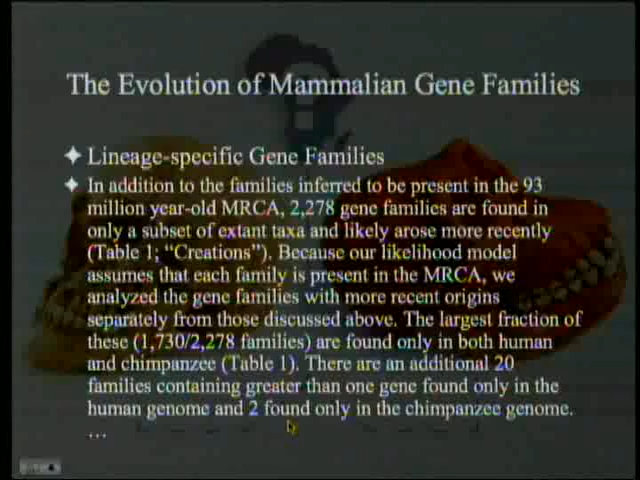 The Evolution of Mammalian Gene Families
Lineage-specific Gene Families
In addition to the families inferred to be present in the 93
million year-old MRCA, 2,278 gene families are found in
only a subset of extant taxa and likely arose more recently
(Table 1; “Creations”). Because our likelihood model
assumes that each family is present in the MRCA, we
analyzed the gene families with more recent origins
separately from those discussed above. The largest fraction of
these (1,730/2,278 families) are found only in both human
and chimpanzee (Table 1). There are an additional 20
families containing greater than one gene found only in the
human genome and 2 found only in the chimpanzee genome.
…